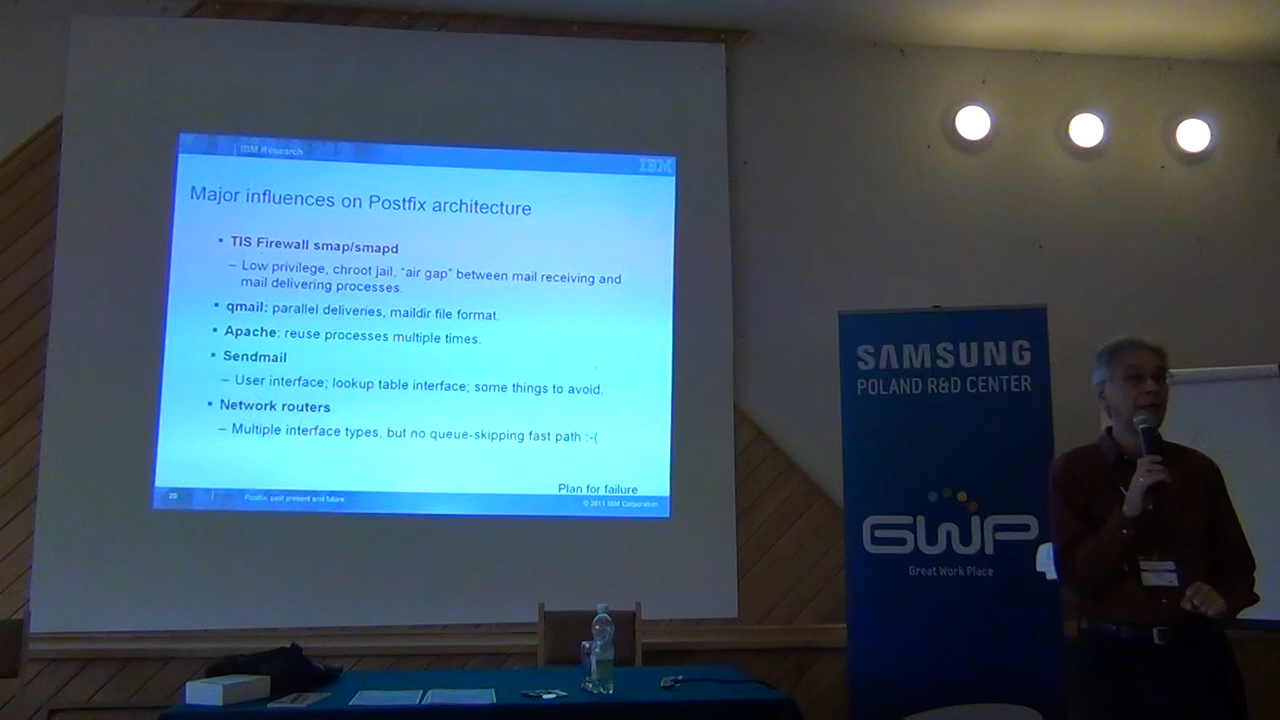 IBM Research
IBM
Major influences on Postfix architecture
▪ TIS Firewall smap/smapd
– Low privilege, chroot jail, "air gap" between mail receiving and
mail delivering processes.
▪ qmail: parallel deliveries, maildir file format.
▪ Apache: reuse processes multiple times.
▪ Sendmail
– User interface; lookup table interface; some things to avoid.
▪ Network routers
– Multiple interface types, but no queue-skipping fast path :-(
Plan for failure
20
Postfix, past present and future
© 2011 IBM Corporation
SAMSUNG
POLAND R&D CENTER
GWP
Great Work Place